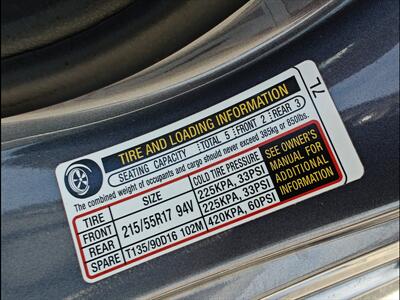 TIRE AND LOADING INFORMATION
SEATING CAPACITY TOTAL 5 FRONT 2 REAR 3
The combined weight of occupants and cargo should never exceed 385kg or 850lbs.
TIRE SIZE COLD TIRE PRESSURE
FRONT 215/55R17 94V 225KPA, 33PSI
REAR 225KPA, 33PSI
SPARE T135/90D16 102M 420KPA, 60PSI
SEE OWNER'S
MANUAL FOR
ADDITIONAL
INFORMATION
7L